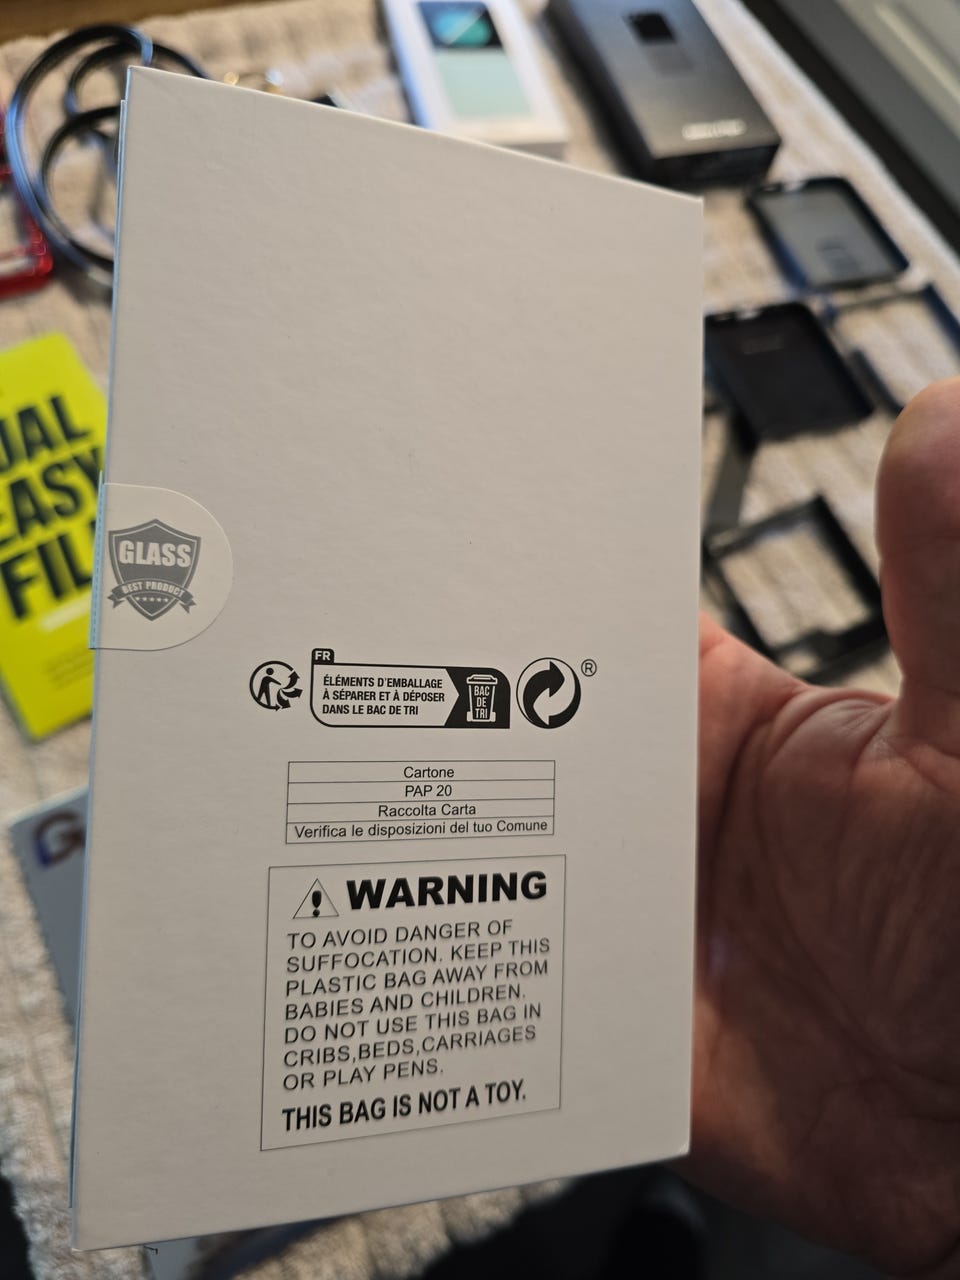 UAL
EASY
FIL
GLASS
BEST PRODUCT
FR
ÉLÉMENTS D'EMBALLAGE
À SÉPARER ET À DÉPOSER
DANS LE BAC DE TRI
BAC
DE
TRI
®
Cartone
PAP 20
Raccolta Carta
Verifica le disposizioni del tuo Comune
WARNING
TO AVOID DANGER OF
SUFFOCATION. KEEP THIS
PLASTIC BAG AWAY FROM
BABIES AND CHILDREN.
DO NOT USE THIS BAG IN
CRIBS,BEDS,CARRIAGES
OR PLAY PENS.
THIS BAG IS NOT A TOY.